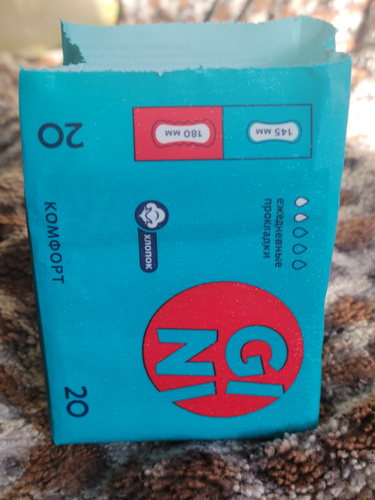 145 мм
180 мм
ежедневные
прокладки
GI
NI
ХЛОПОК
20
КОМФОРТ
20